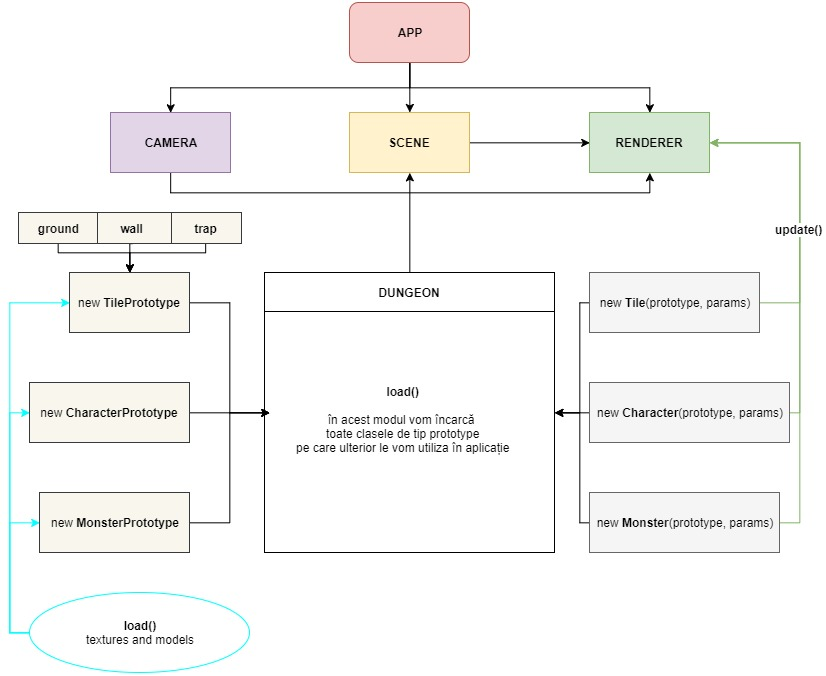 APP
CAMERA
SCENE
RENDERER
ground
wall
trap
update()
new TilePrototype
DUNGEON
new Tile(prototype, params)
new CharacterPrototype
load()
în acest modul vom încarcă
toate clasele de tip prototype
pe care ulterior le vom utiliza în aplicație
new Character(prototype, params)
new MonsterPrototype
new Monster(prototype, params)
load()
textures and models